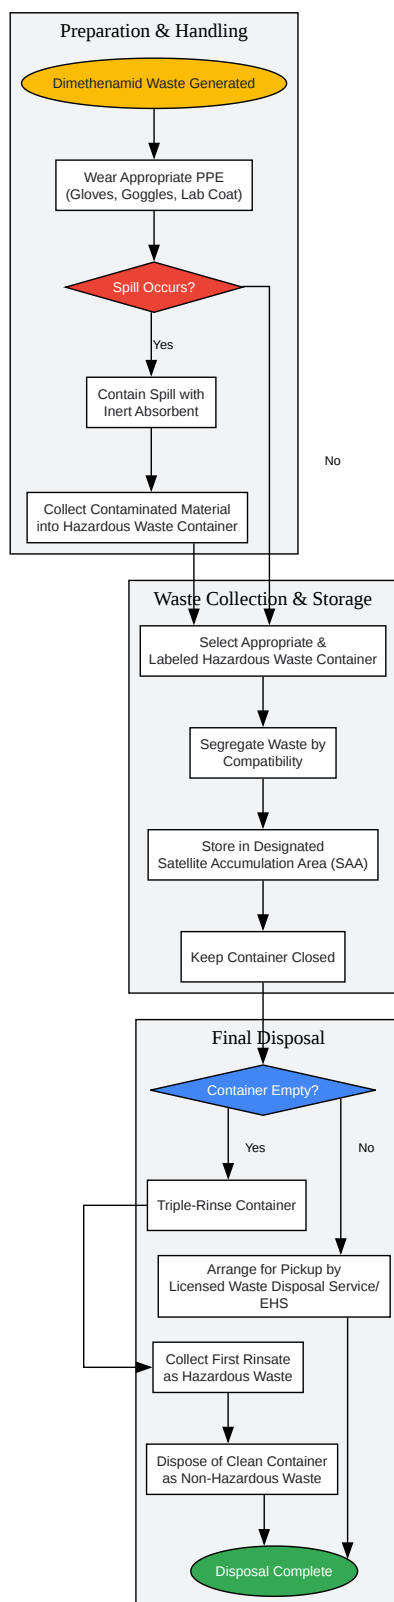 Preparation & Handling
Dimethenamid Waste Generated
Wear Appropriate PPE
(Gloves, Goggles, Lab Coat)
Spill Occurs?
Yes
Contain Spill with
Inert Absorbent
No
Collect Contaminated Material
into Hazardous Waste Container
Waste Collection & Storage
Select Appropriate &
Labeled Hazardous Waste Container
Segregate Waste by
Compatibility
Store in Designated
Satellite Accumulation Area (SAA)
Keep Container Closed
Final Disposal
Container Empty?
Yes
No
Triple-Rinse Container
Arrange for Pickup by
Licensed Waste Disposal Service/
EHS
Collect First Rinsate
as Hazardous Waste
Dispose of Clean Container
as Non-Hazardous Waste
Disposal Complete